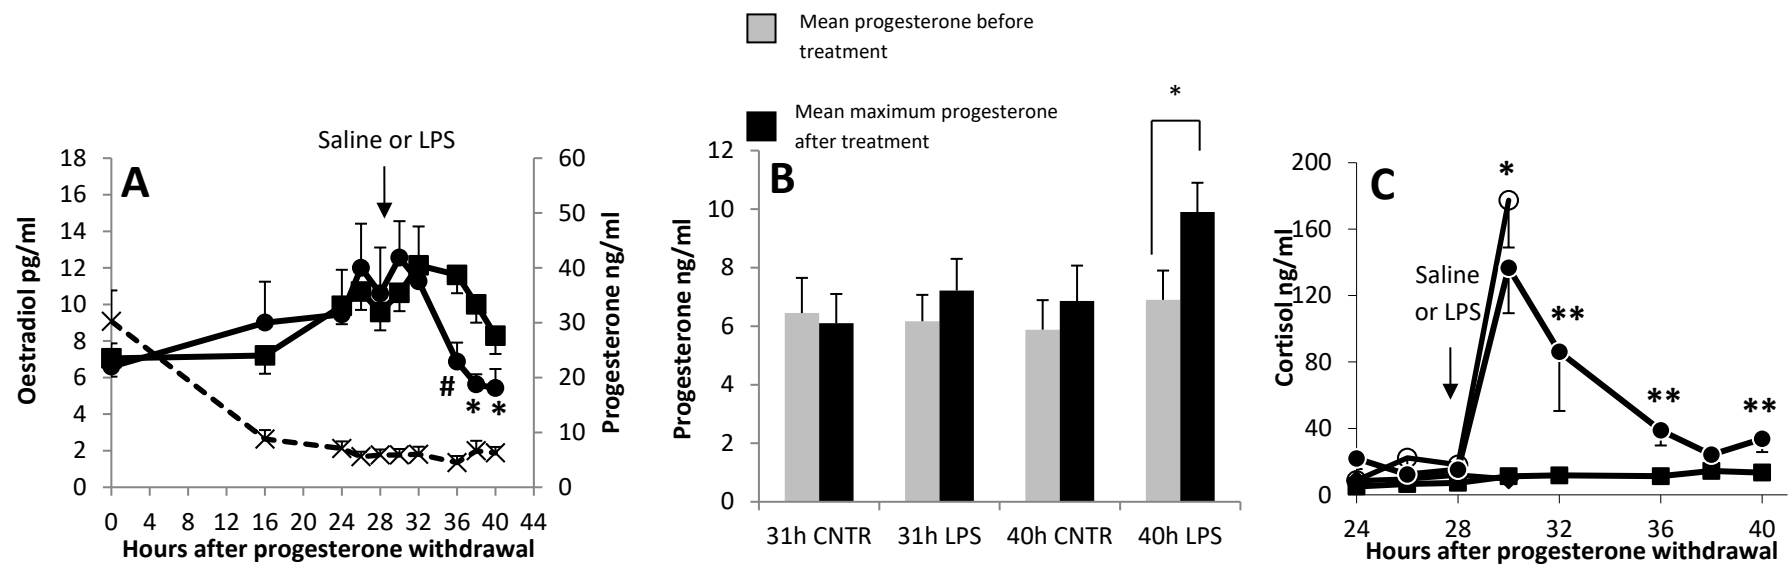 Mean progesterone before
treatment
Mean maximum progesterone
after treatment
Saline or LPS
A
18
16
14
12
10
8
6
4
2
0
Oestradiol pg/ml
60
50
40
30
20
10
0
Progesterone ng/ml
#
* *
0 4 8 12 16 20 24 28 32 36 40 44
Hours after progesterone withdrawal
B
*
12
10
8
6
4
2
0
Progesterone ng/ml
31h CNTR 31h LPS 40h CNTR 40h LPS
C
200
160
120
80
40
0
Cortisol ng/ml
Saline
or LPS
*
**
**
**
24 28 32 36 40
Hours after progesterone withdrawal